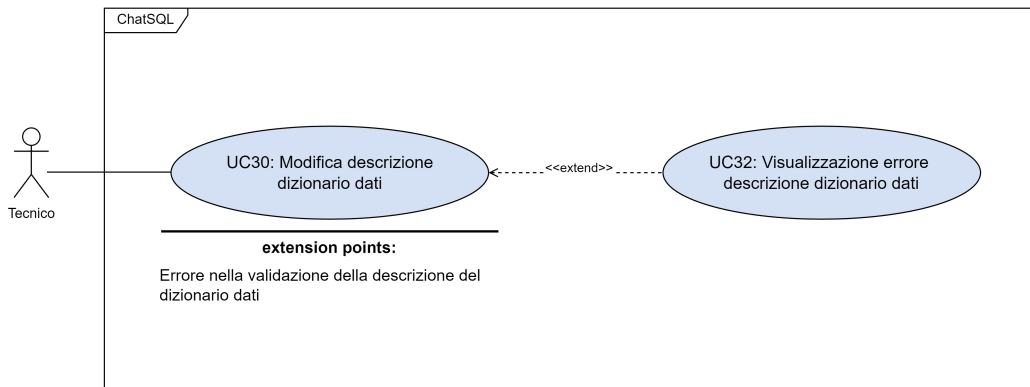 ChatSQL
UC30: Modifica descrizione
dizionario dati
<<extend>>
UC32: Visualizzazione errore
descrizione dizionario dati
Tecnico
extension points:
Errore nella validazione della descrizione del
dizionario dati